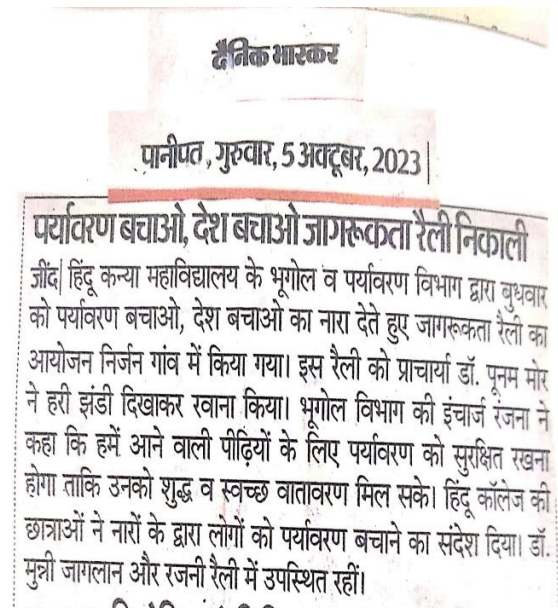 दैनिक भास्कर
पानीपत, गुरुवार, 5 अक्टूबर, 2023
पर्यावरण बचाओ, देश बचाओ जागरूकता रैली निकाली
जींद| हिंदू कन्या महाविद्यालय के भूगोल व पर्यावरण विभाग द्वारा बुधवार
को पर्यावरण बचाओ, देश बचाओ का नारा देते हुए जागरूकता रैली का
आयोजन निर्जन गांव में किया गया। इस रैली को प्राचार्या डॉ. पूनम मोर
ने हरी झंडी दिखाकर रवाना किया। भूगोल विभाग की इंचार्ज रंजना ने
कहा कि हमें आने वाली पीढ़ियों के लिए पर्यावरण को सुरक्षित रखना
होगा ताकि उनको शुद्ध व स्वच्छ वातावरण मिल सके। हिंदू कॉलेज की
छात्राओं ने नारों के द्वारा लोगों को पर्यावरण बचाने का संदेश दिया। डॉ.
मुन्नी जागलान और रजनी रैली में उपस्थित रहीं।